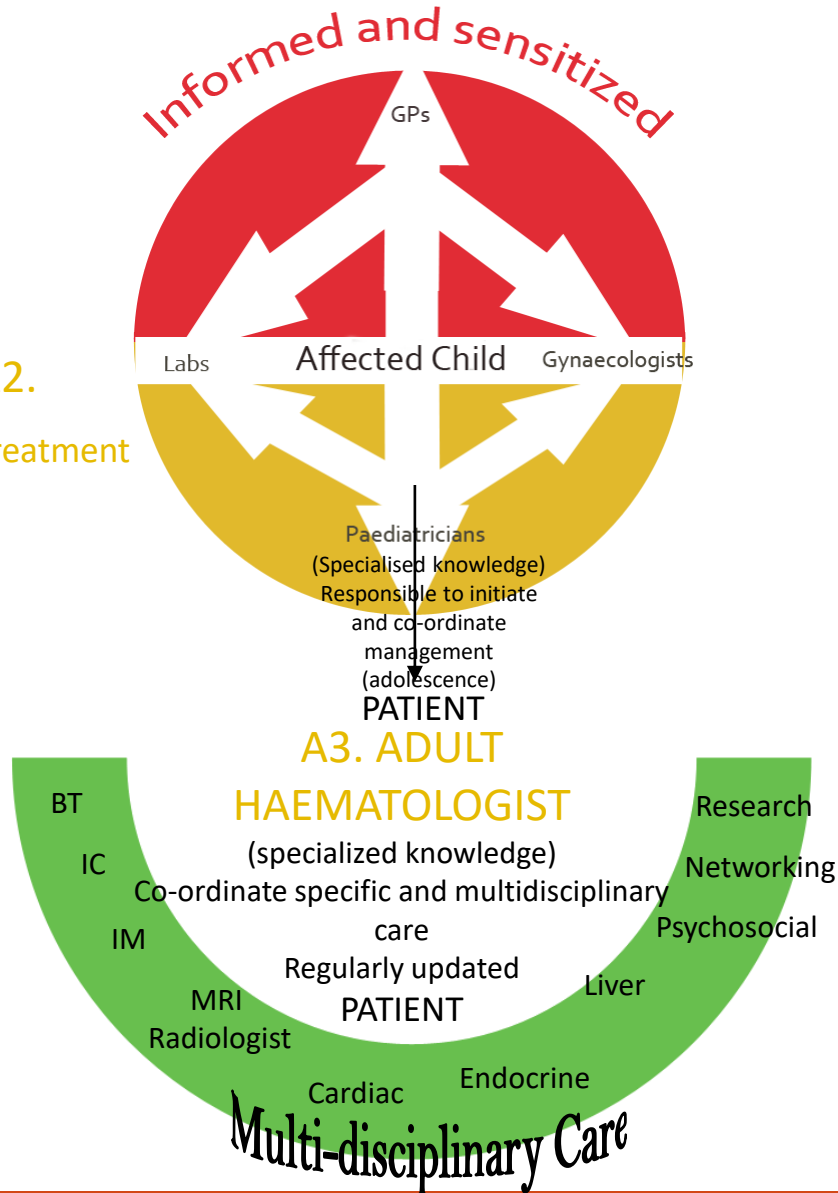 Informed and sensitized
GPs
Labs
Affected Child
Gynaecologists
2.
reatment
Paediatricians
(Specialised knowledge)
Responsible to initiate
and co-ordinate
management
(adolescence)
PATIENT
A3. ADULT
HAEMATOLOGIST
(specialized knowledge)
Co-ordinate specific and multidisciplinary
care
Regularly updated
PATIENT
BT
IC
IM
MRI
Radiologist
Cardiac
Endocrine
Liver
Psychosocial
Networking
Research
Multi-disciplinary Care